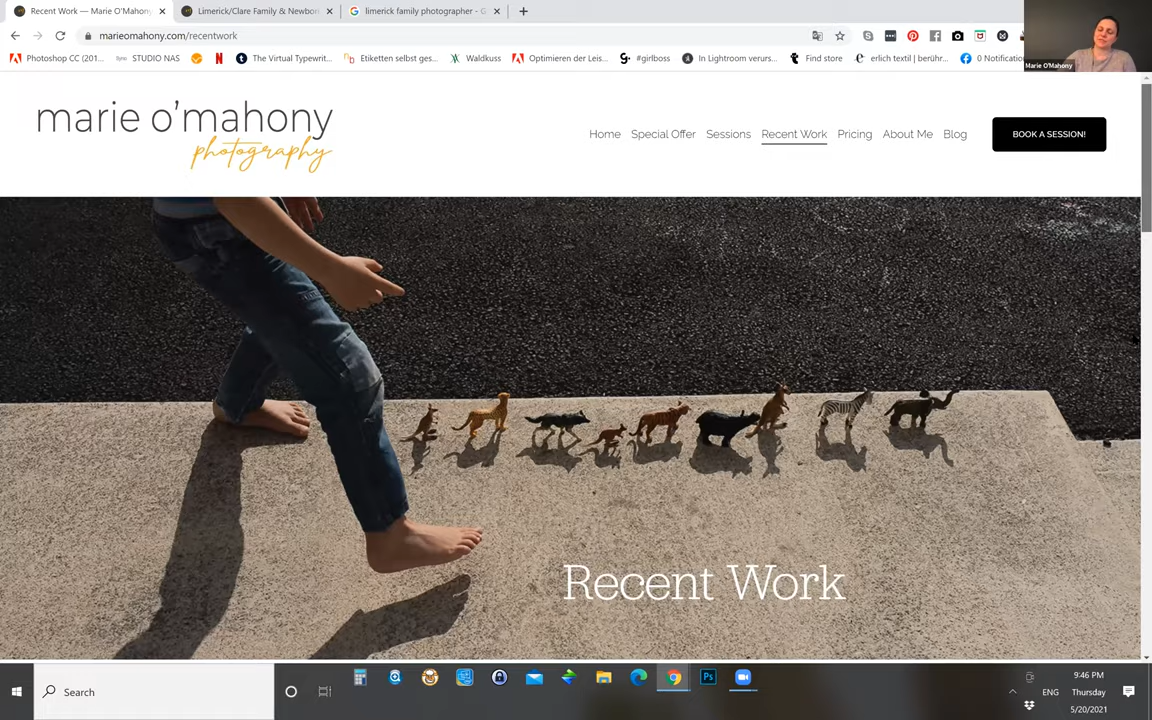 Recent Work — Marie O'Mahony
Limerick/Clare Family & Newborn
limerick family photographer - G
marieomahony.com/recentwork
Photoshop CC (201...
STUDIO NAS
The Virtual Typewrit...
Etiketten selbst ges...
Waldkuss
Optimieren der Leis...
#girlboss
In Lightroom verurs...
Find store
erlich textil | berühr...
0 Notificatio
Marie O'Mahony
marie o'mahony
photography
Home
Special Offer
Sessions
Recent Work
Pricing
About Me
Blog
BOOK A SESSION!
Recent Work
Search
Ps
ENG
9:46 PM
Thursday
5/20/2021